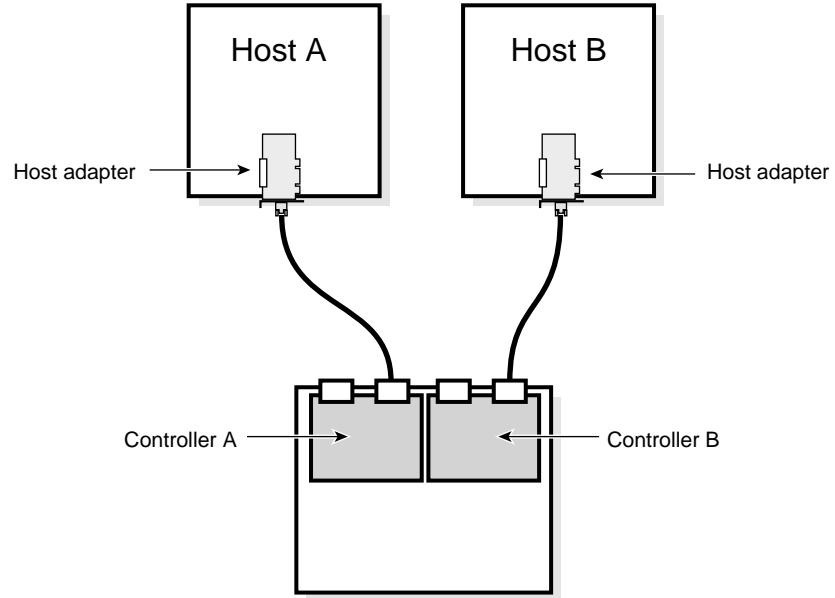 Host A
Host B
Host adapter
Host adapter
Controller A
Controller B